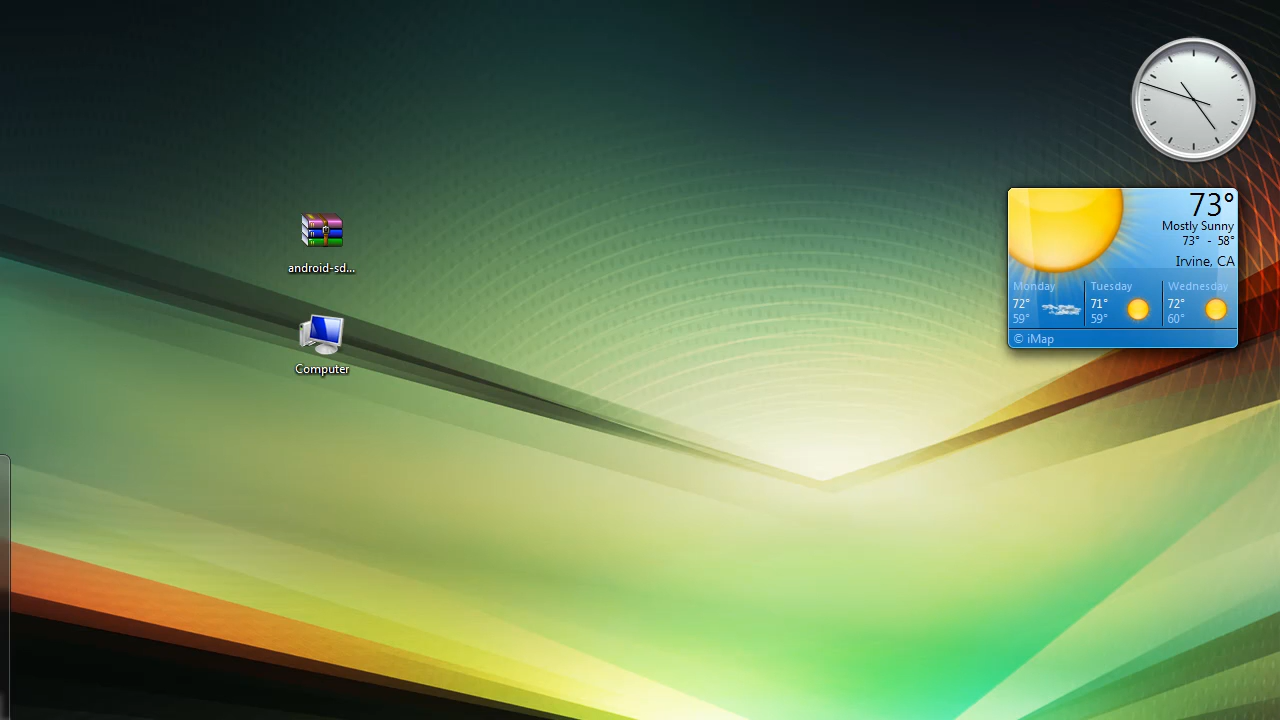 73°
Mostly Sunny
73° - 58°
Irvine, CA
android-sd...
Monday
72°
59°
Tuesday
71°
59°
Wednesday
72°
60°
© iMap
Computer